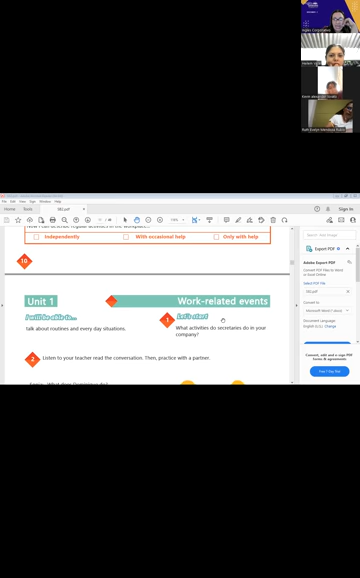 File Edit View Sign Window Help
Home Tools SB2.pdf Sign In
Independently With occasional help Only with help
10
Unit 1 Work-related events
I will be able to... Let's start
talk about routines and every day situations.
1
What activities do secretaries do in your
company?
2 Listen to your teacher read the conversation. Then, practice with a partner.
Export PDF
Adobe Export PDF
Convert PDF Files to Word
or Excel Online
Select PDF File
SB2.pdf
Convert to
Microsoft Word (*.docx)
Document Language:
English (U.S.) Change
Convert, edit and e-sign PDF
forms & agreements
Free 7-Day Trial